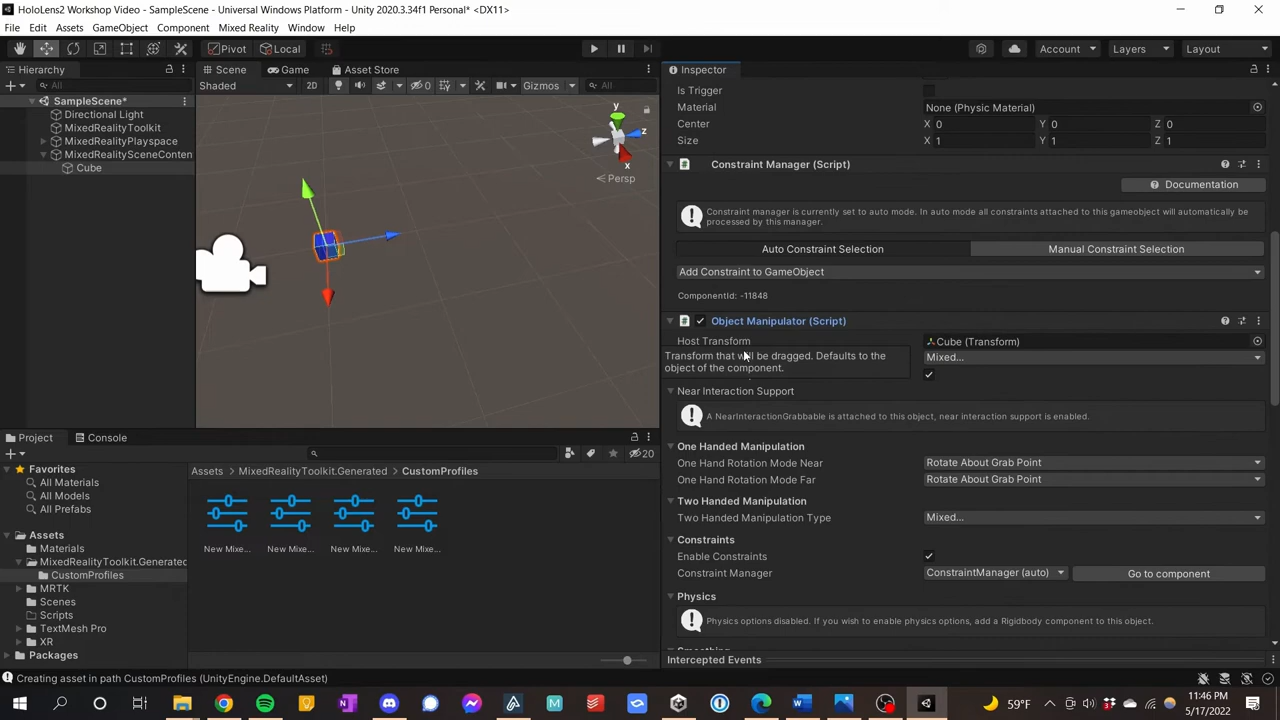 HoloLens2 Workshop Video - SampleScene - Universal Windows Platform - Unity 2020.3.34f1 Personal* <DX11>
File Edit Assets GameObject Component Mixed Reality Window Help
Pivot Local Account Layers Layout
Hierarchy
All
SampleScene*
Directional Light
MixedRealityToolkit
MixedRealityPlayspace
MixedRealitySceneConten
Cube
Scene Game Asset Store
Shaded 2D 0 Gizmos All
y
z
x
Persp
Inspector
Is Trigger
Material None (Physic Material)
Center X 0 Y 0 Z 0
Size X 1 Y 1 Z 1
Constraint Manager (Script)
Documentation
Constraint manager is currently set to auto mode. In auto mode all constraints attached to this gameobject will automatically be
processed by this manager.
Auto Constraint Selection Manual Constraint Selection
Add Constraint to GameObject
ComponentId: -11848
Object Manipulator (Script)
Host Transform Cube (Transform)
Mixed...
Transform that will be dragged. Defaults to the
object of the component.
Near Interaction Support
A NearInteractionGrabbable is attached to this object, near interaction support is enabled.
One Handed Manipulation
One Hand Rotation Mode Near Rotate About Grab Point
One Hand Rotation Mode Far Rotate About Grab Point
Two Handed Manipulation
Two Handed Manipulation Type Mixed...
Constraints
Enable Constraints
Constraint Manager ConstraintManager (auto) Go to component
Physics
Physics options disabled. If you wish to enable physics options, add a Rigidbody component to this object.
Intercepted Events
Project Console
20
Favorites
All Materials
All Models
All Prefabs
Assets
Materials
MixedRealityToolkit.Generated
CustomProfiles
MRTK
Scenes
Scripts
TextMesh Pro
XR
Packages
Assets > MixedRealityToolkit.Generated > CustomProfiles
New Mixe... New Mixe... New Mixe... New Mixe...
Creating asset in path CustomProfiles (UnityEngine.DefaultAsset)
59°F
11:46 PM
5/17/2022